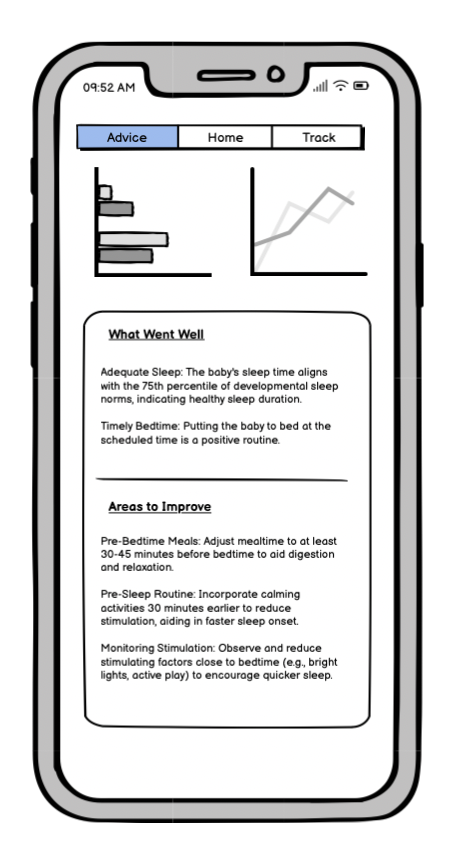 09:52 AM
Advice Home Track
What Went Well
Adequate Sleep: The baby's sleep time aligns
with the 75th percentile of developmental sleep
norms, indicating healthy sleep duration.
Timely Bedtime: Putting the baby to bed at the
scheduled time is a positive routine.
Areas to Improve
Pre-Bedtime Meals: Adjust mealtime to at least
30-45 minutes before bedtime to aid digestion
and relaxation.
Pre-Sleep Routine: Incorporate calming
activities 30 minutes earlier to reduce
stimulation, aiding in faster sleep onset.
Monitoring Stimulation: Observe and reduce
stimulating factors close to bedtime (e.g., bright
lights, active play) to encourage quicker sleep.